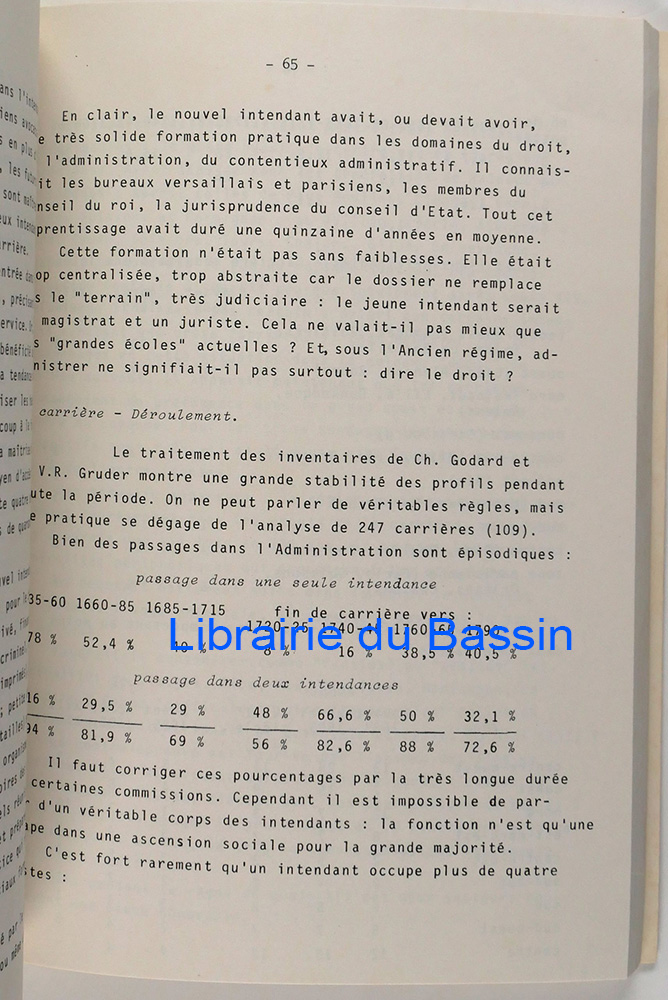 - 65 -
En clair, le nouvel intendant avait, ou devait avoir,
e très solide formation pratique dans les domaines du droit,
l'administration, du contentieux administratif. Il connais-
it les bureaux versaillais et parisiens, les membres du
nseil du roi, la jurisprudence du conseil d'Etat. Tout cet
prentissage avait duré une quinzaine d'années en moyenne.
Cette formation n'était pas sans faiblesses. Elle était
op centralisée, trop abstraite car le dossier ne remplace
s le "terrain", très judiciaire : le jeune intendant serait
magistrat et un juriste. Cela ne valait-il pas mieux que
s "grandes écoles" actuelles ? Et, sous l'Ancien régime, ad-
nistrer ne signifiait-il pas surtout : dire le droit ?
carrière - Déroulement.
Le traitement des inventaires de Ch. Godard et
V.R. Gruder montre une grande stabilité des profils pendant
ute la période. On ne peut parler de véritables règles, mais
e pratique se dégage de l'analyse de 247 carrières (109).
Bien des passages dans l'Administration sont épisodiques :
passage dans une seule intendance
fin de carrière vers :
35-60 1660-85 1685-1715
78 % 52,4 % 8 % 16 % 38,5 % 40,5 %
Librairie du Bassin
passage dans deux intendances
16 % 29,5 % 29 % 48 % 66,6 % 50 % 32,1 %
94 % 81,9 % 69 % 56 % 82,6 % 88 % 72,6 %
Il faut corriger ces pourcentages par la très longue durée
certaines commissions. Cependant il est impossible de par-
d'un véritable corps des intendants : la fonction n'est qu'une
ape dans une ascension sociale pour la grande majorité.
C'est fort rarement qu'un intendant occupe plus de quatre
stes :